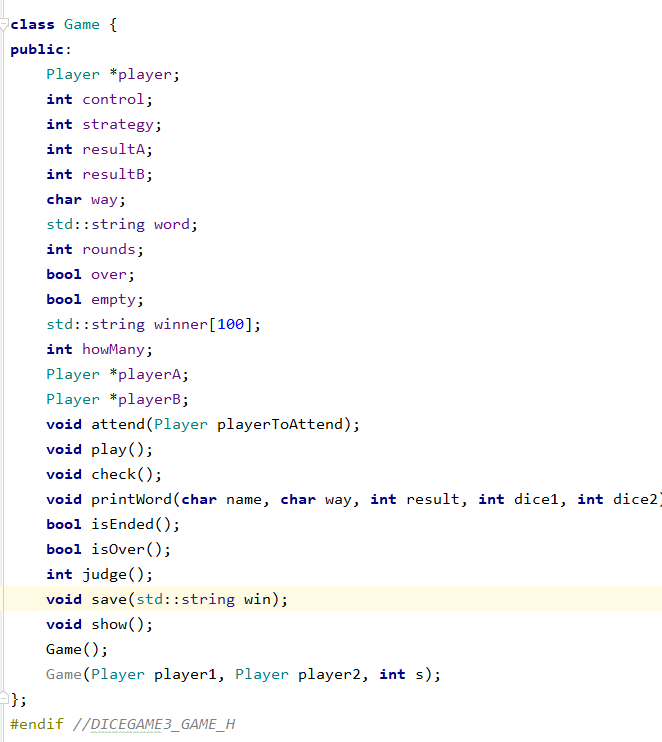 class Game {
public:
    Player *player;
    int control;
    int strategy;
    int resultA;
    int resultB;
    char way;
    std::string word;
    int rounds;
    bool over;
    bool empty;
    std::string winner[100];
    int howMany;
    Player *playerA;
    Player *playerB;
    void attend(Player playerToAttend);
    void play();
    void check();
    void printWord(char name, char way, int result, int dice1, int dice2)
    bool isEnded();
    bool isOver();
    int judge();
    void save(std::string win);
    void show();
    Game();
    Game(Player player1, Player player2, int s);
};
#endif //DICEGAME3_GAME_H